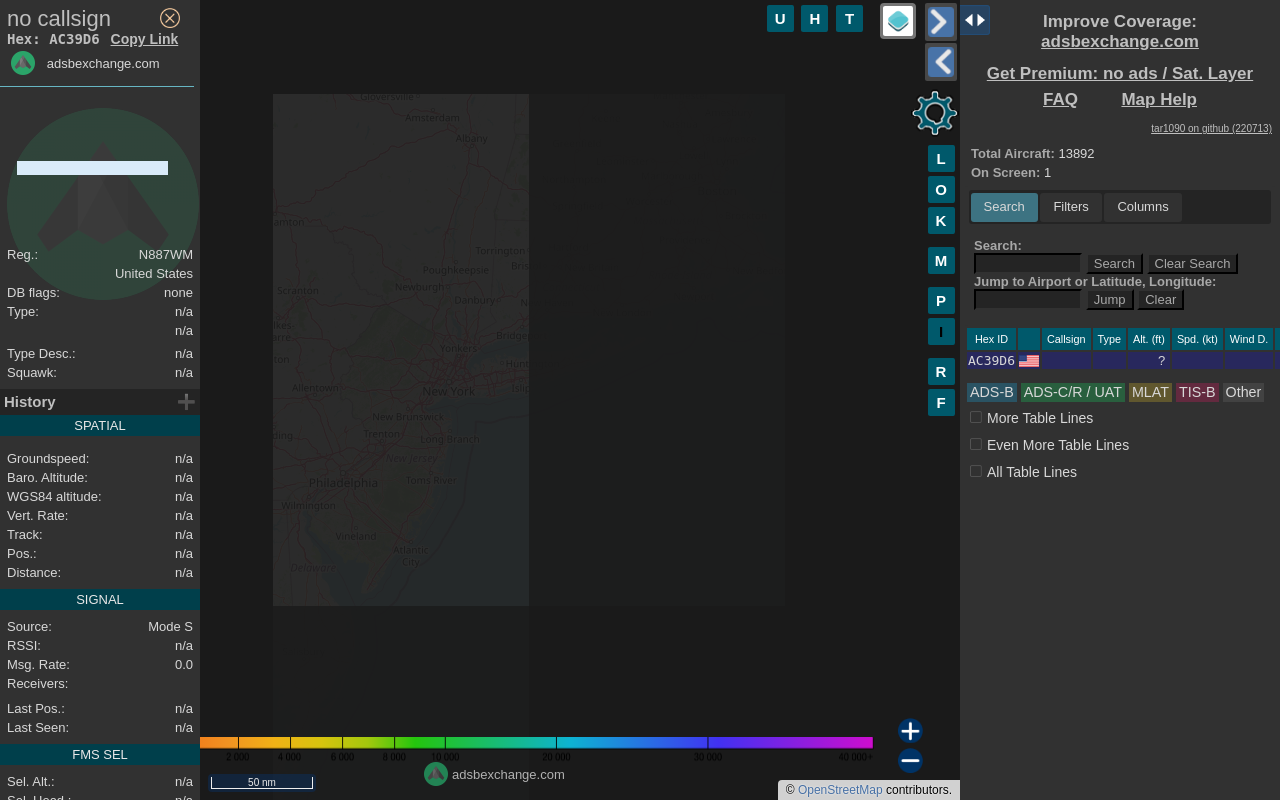 no callsign
Hex: AC39D6 Copy Link
adsbexchange.com
Reg.: N887WM
United States
DB flags: none
Type: n/a
n/a
Type Desc.: n/a
Squawk: n/a
History
SPATIAL
Groundspeed: n/a
Baro. Altitude: n/a
WGS84 altitude: n/a
Vert. Rate: n/a
Track: n/a
Pos.: n/a
Distance: n/a
SIGNAL
Source: Mode S
RSSI: n/a
Msg. Rate: 0.0
Receivers:
Last Pos.: n/a
Last Seen: n/a
FMS SEL
Sel. Alt.: n/a
Sel. Head.: n/a
U H T
L
O
K
M
P
I
R
F
Gloversville
Amsterdam
Albany
Torrington
Poughkeepsie
Scranton
Newburgh
Danbury
Yonkers
Allentown
New York
New Brunswick
Trenton
Long Branch
New Jersey
Philadelphia
Toms River
Wilmington
Vineland
Atlantic
City
Delaware
2 000 4 000 6 000 8 000 10 000 20 000 30 000 40 000+
adsbexchange.com
50 nm
© OpenStreetMap contributors.
Improve Coverage:
adsbexchange.com
Get Premium: no ads / Sat. Layer
FAQ Map Help
tar1090 on github (220713)
Total Aircraft: 13892
On Screen: 1
Search Filters Columns
Search:
Search Clear Search
Jump to Airport or Latitude, Longitude:
Jump Clear
Hex ID Callsign Type Alt. (ft) Spd. (kt) Wind D.
AC39D6 ?
ADS-B ADS-C/R / UAT MLAT TIS-B Other
More Table Lines
Even More Table Lines
All Table Lines